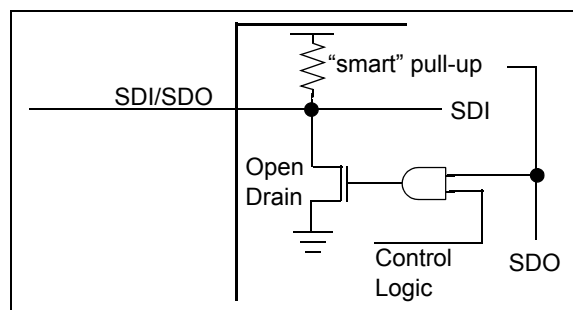 “smart” pull-up
SDI/SDO
SDI
Open
Drain
Control
Logic
SDO